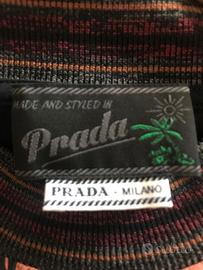 MADE AND STYLED IN
Prada
PRADA - MILANO